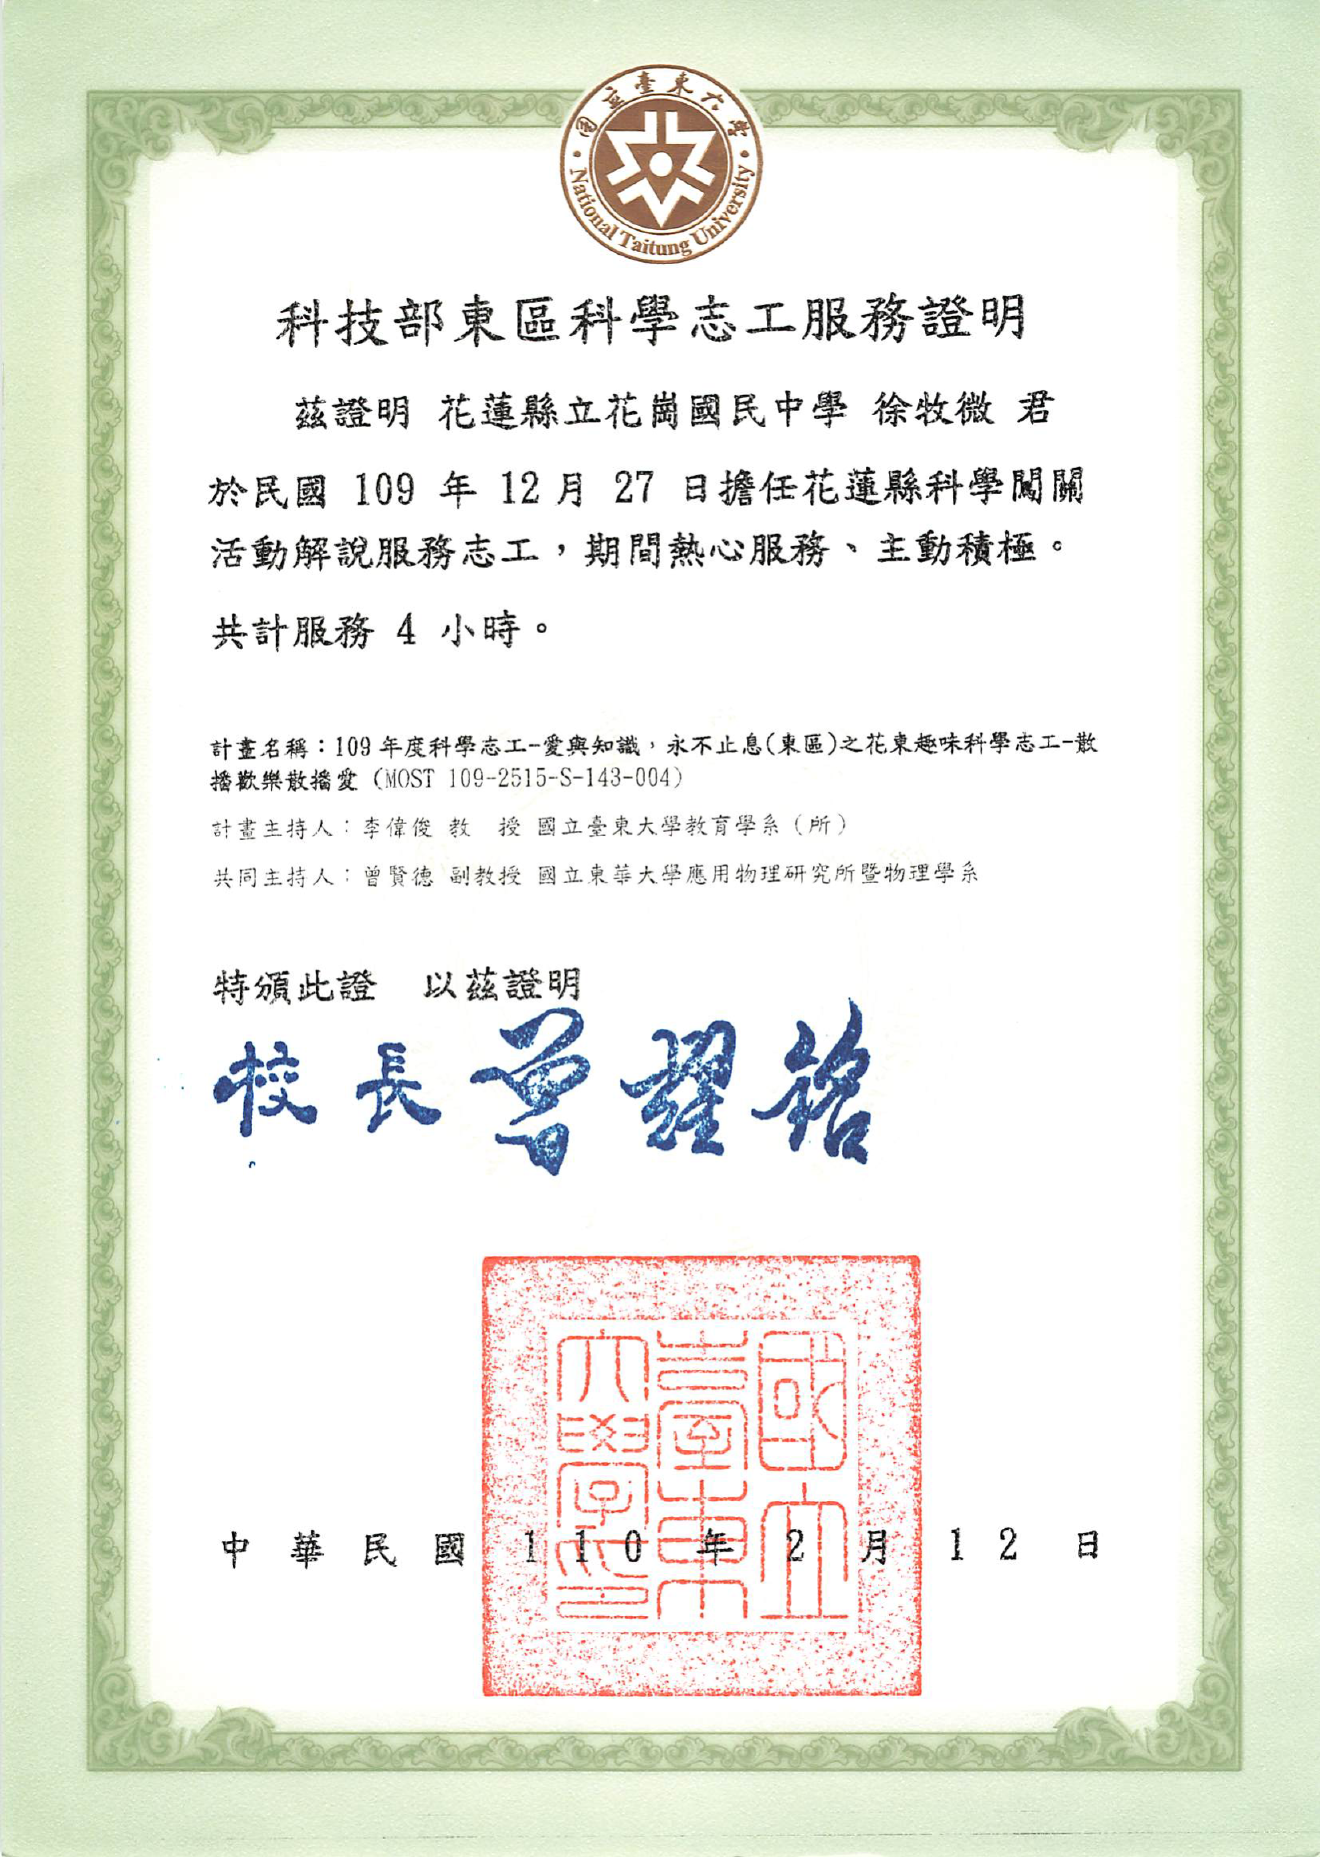 國立臺東大學
National Taitung University
科技部東區科學志工服務證明
茲證明 花蓮縣立花崗國民中學 徐牧微 君
於民國 109 年 12 月 27 日擔任花蓮縣科學闖關
活動解說服務志工，期間熱心服務、主動積極。
共計服務 4 小時。
計畫名稱：109 年度科學志工-愛與知識，永不止息(東區)之花東趣味科學志工-散
播歡樂散播愛（MOST 109-2515-S-143-004）
計畫主持人：李偉俊 教 授 國立臺東大學教育學系（所）
共同主持人：曾賢德 副教授 國立東華大學應用物理研究所暨物理學系
特頒此證 以茲證明
校長曾耀銘
國立臺東大學印
中華民國 110 年 2 月 12 日